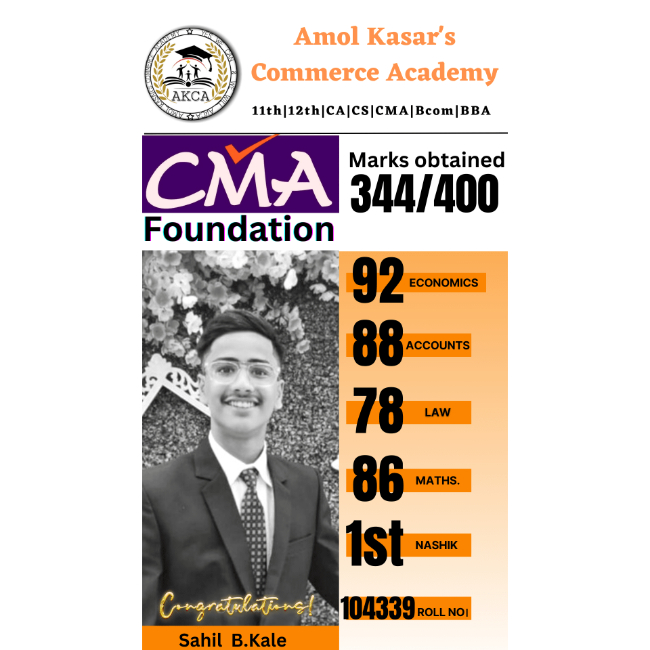 Amol Kasar's
Commerce Academy
11th|12th|CA|CS|CMA|Bcom|BBA
AKCA
CMA
Foundation
Marks obtained
344/400
92 ECONOMICS
88 ACCOUNTS
78 LAW
86 MATHS.
1st NASHIK
104339 ROLL NO|
Congratulations!
Sahil B.Kale